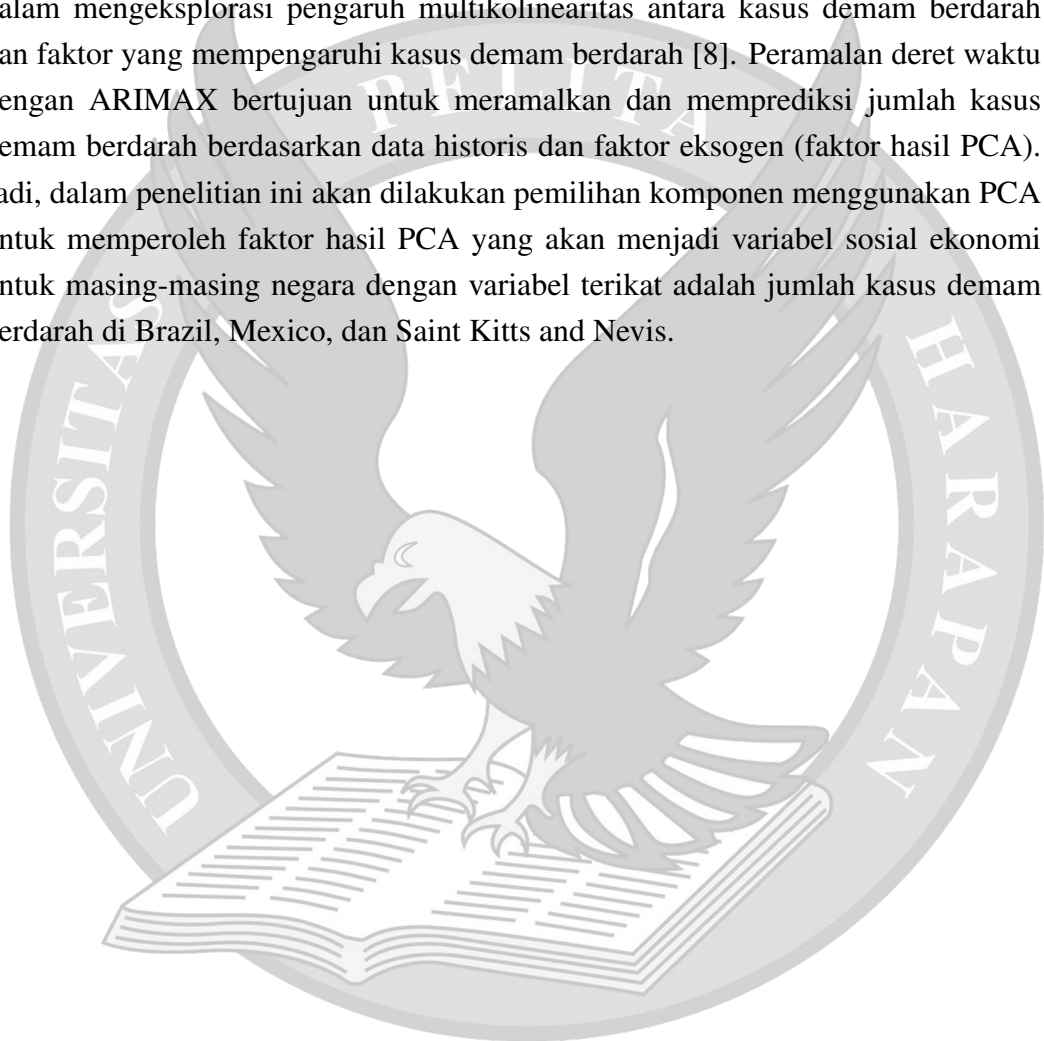 alam mengeksplorasi pengaruh multikolinearitas antara kasus demam berdarah
an faktor yang mempengaruhi kasus demam berdarah [8]. Peramalan deret waktu
engan ARIMAX bertujuan untuk meramalkan dan memprediksi jumlah kasus
emam berdarah berdasarkan data historis dan faktor eksogen (faktor hasil PCA).
adi, dalam penelitian ini akan dilakukan pemilihan komponen menggunakan PCA
ntuk memperoleh faktor hasil PCA yang akan menjadi variabel sosial ekonomi
ntuk masing-masing negara dengan variabel terikat adalah jumlah kasus demam
erdarah di Brazil, Mexico, dan Saint Kitts and Nevis.
UNIVERSITAS
PELITA
HARAPAN